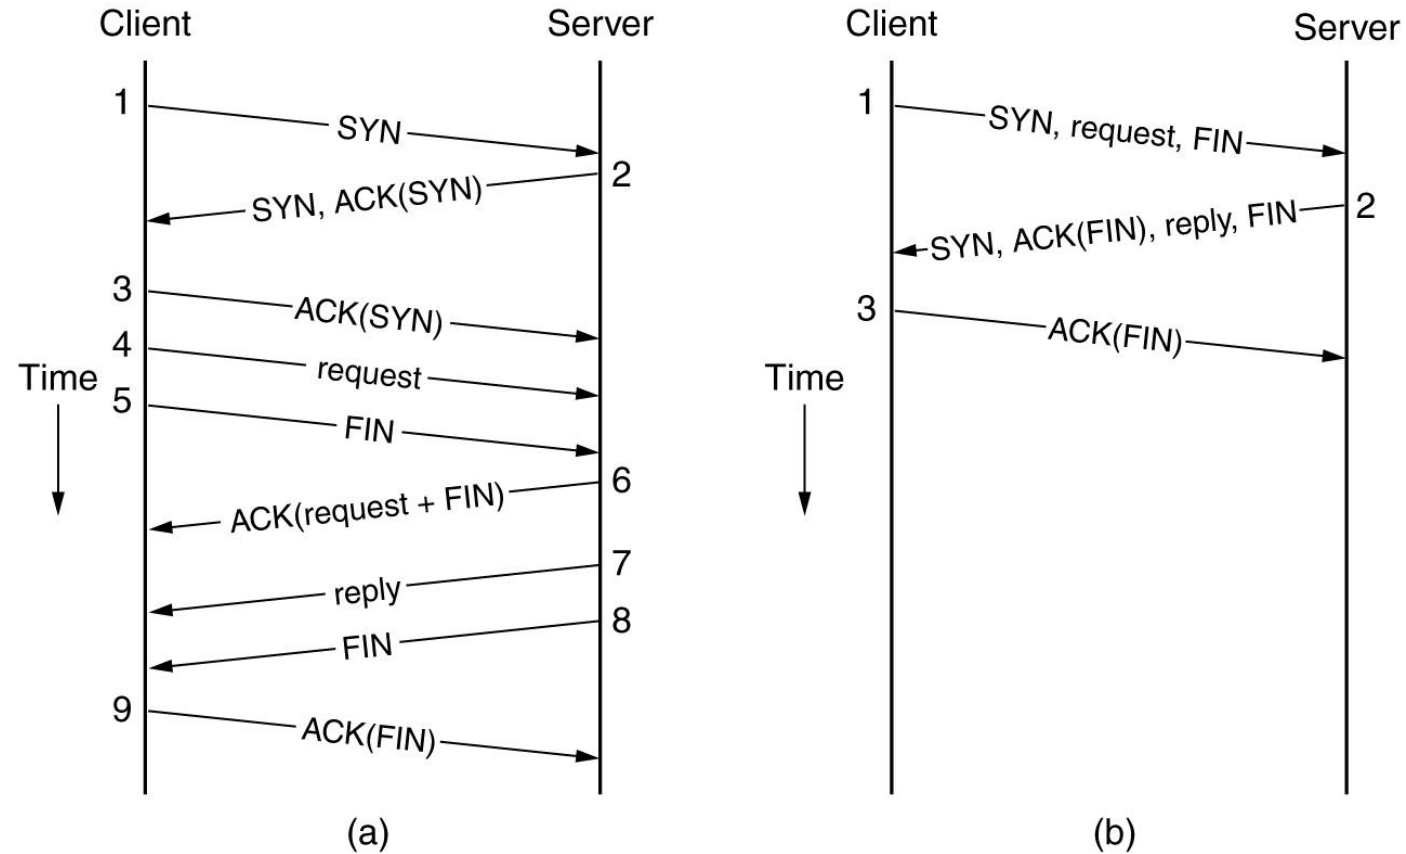 Client
Server
1
SYN
2
SYN, ACK(SYN)
3
ACK(SYN)
4
request
Time
5
FIN
6
ACK(request + FIN)
7
reply
8
FIN
9
ACK(FIN)
(a)
Client
Server
1
SYN, request, FIN
2
SYN, ACK(FIN), reply, FIN
3
ACK(FIN)
Time
(b)